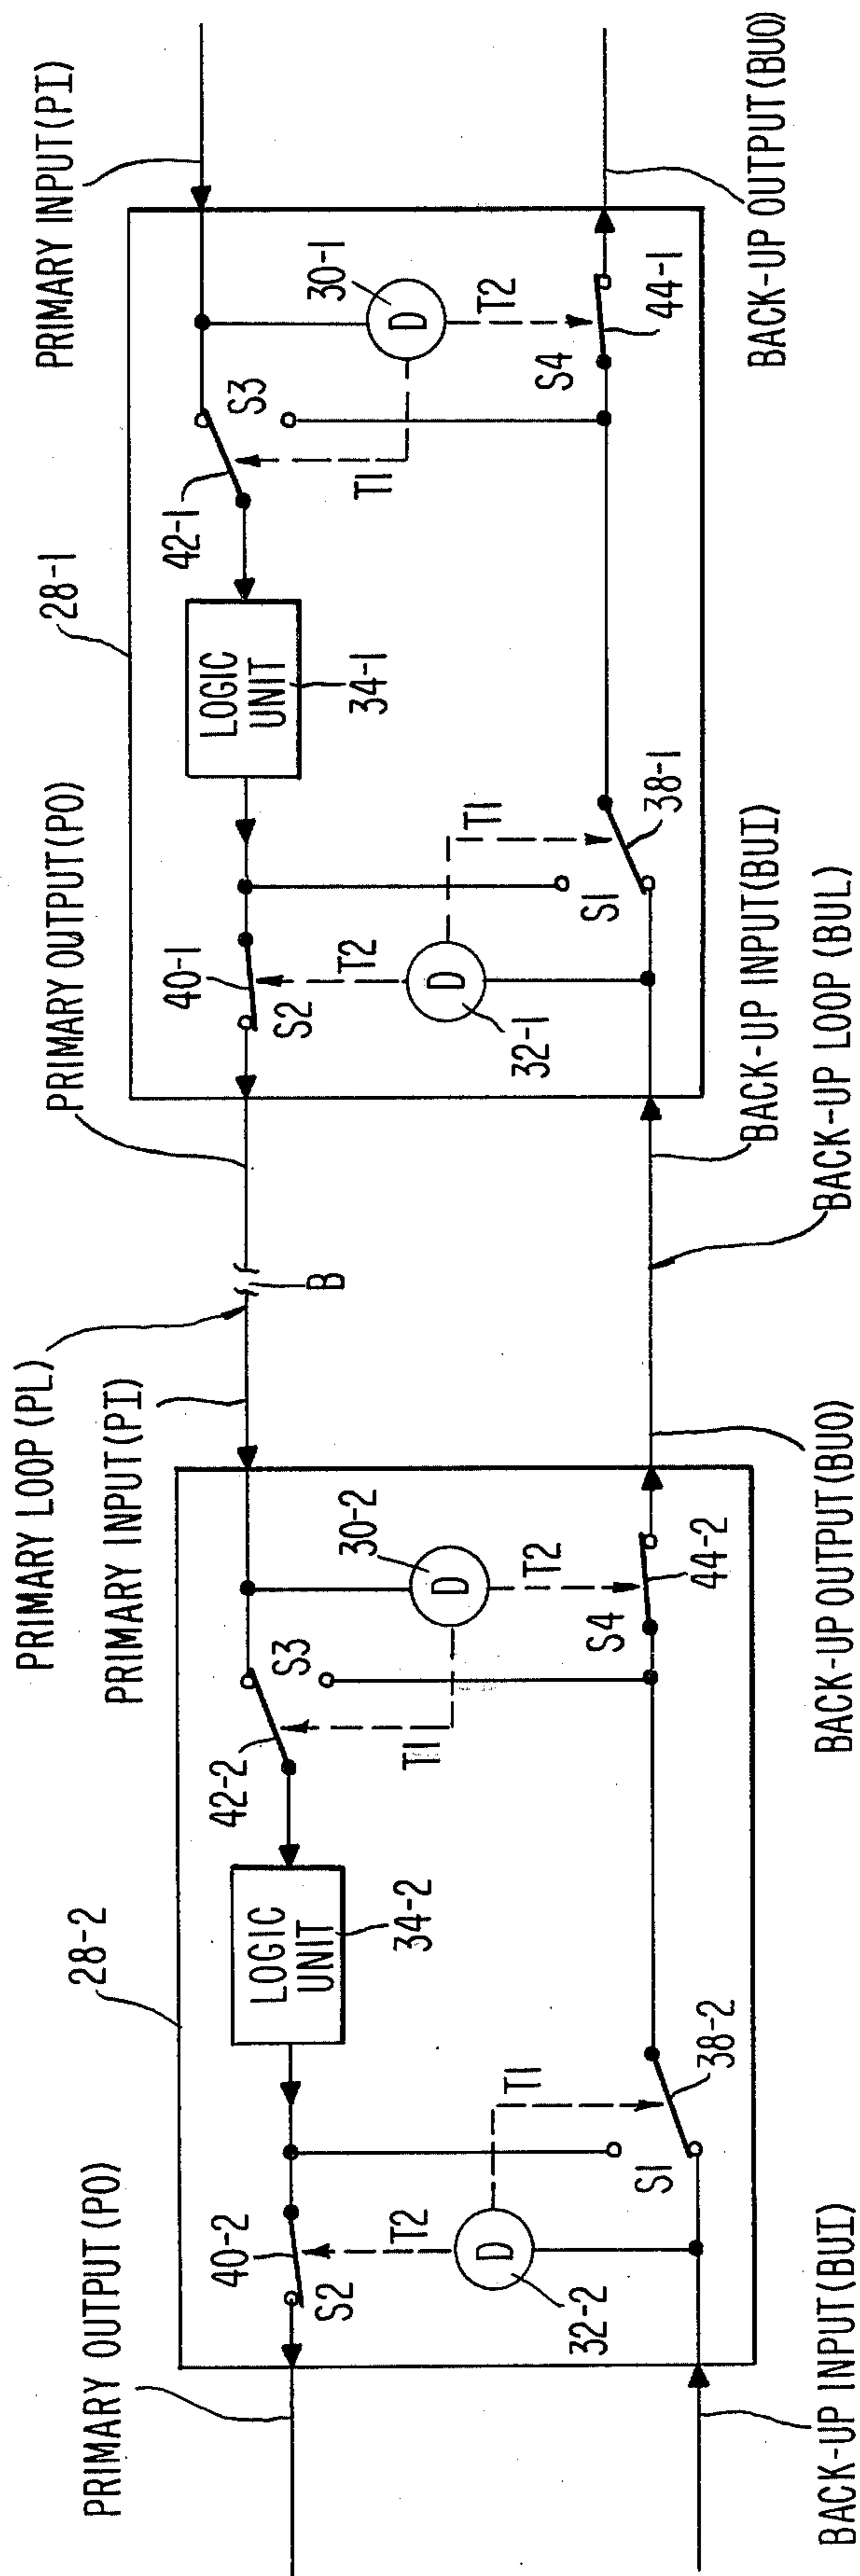 PRIMARY OUTPUT (PO)
28-2
PRIMARY LOOP (PL)
PRIMARY INPUT (PI)
PRIMARY OUTPUT (PO)
28-1
PRIMARY INPUT (PI)
40-2
S2
T2
D
32-2
T1
S1
38-2
LOGIC
UNIT
34-2
42-2
S3
T1
30-2
D
T2
S4
44-2
BACK-UP INPUT (BUI)
BACK-UP OUTPUT (BUO)
B
40-1
S2
T2
D
32-1
T1
S1
38-1
LOGIC
UNIT
34-1
42-1
S3
T1
30-1
D
T2
S4
44-1
BACK-UP INPUT (BUI)
BACK-UP LOOP (BUL)
BACK-UP OUTPUT (BUO)